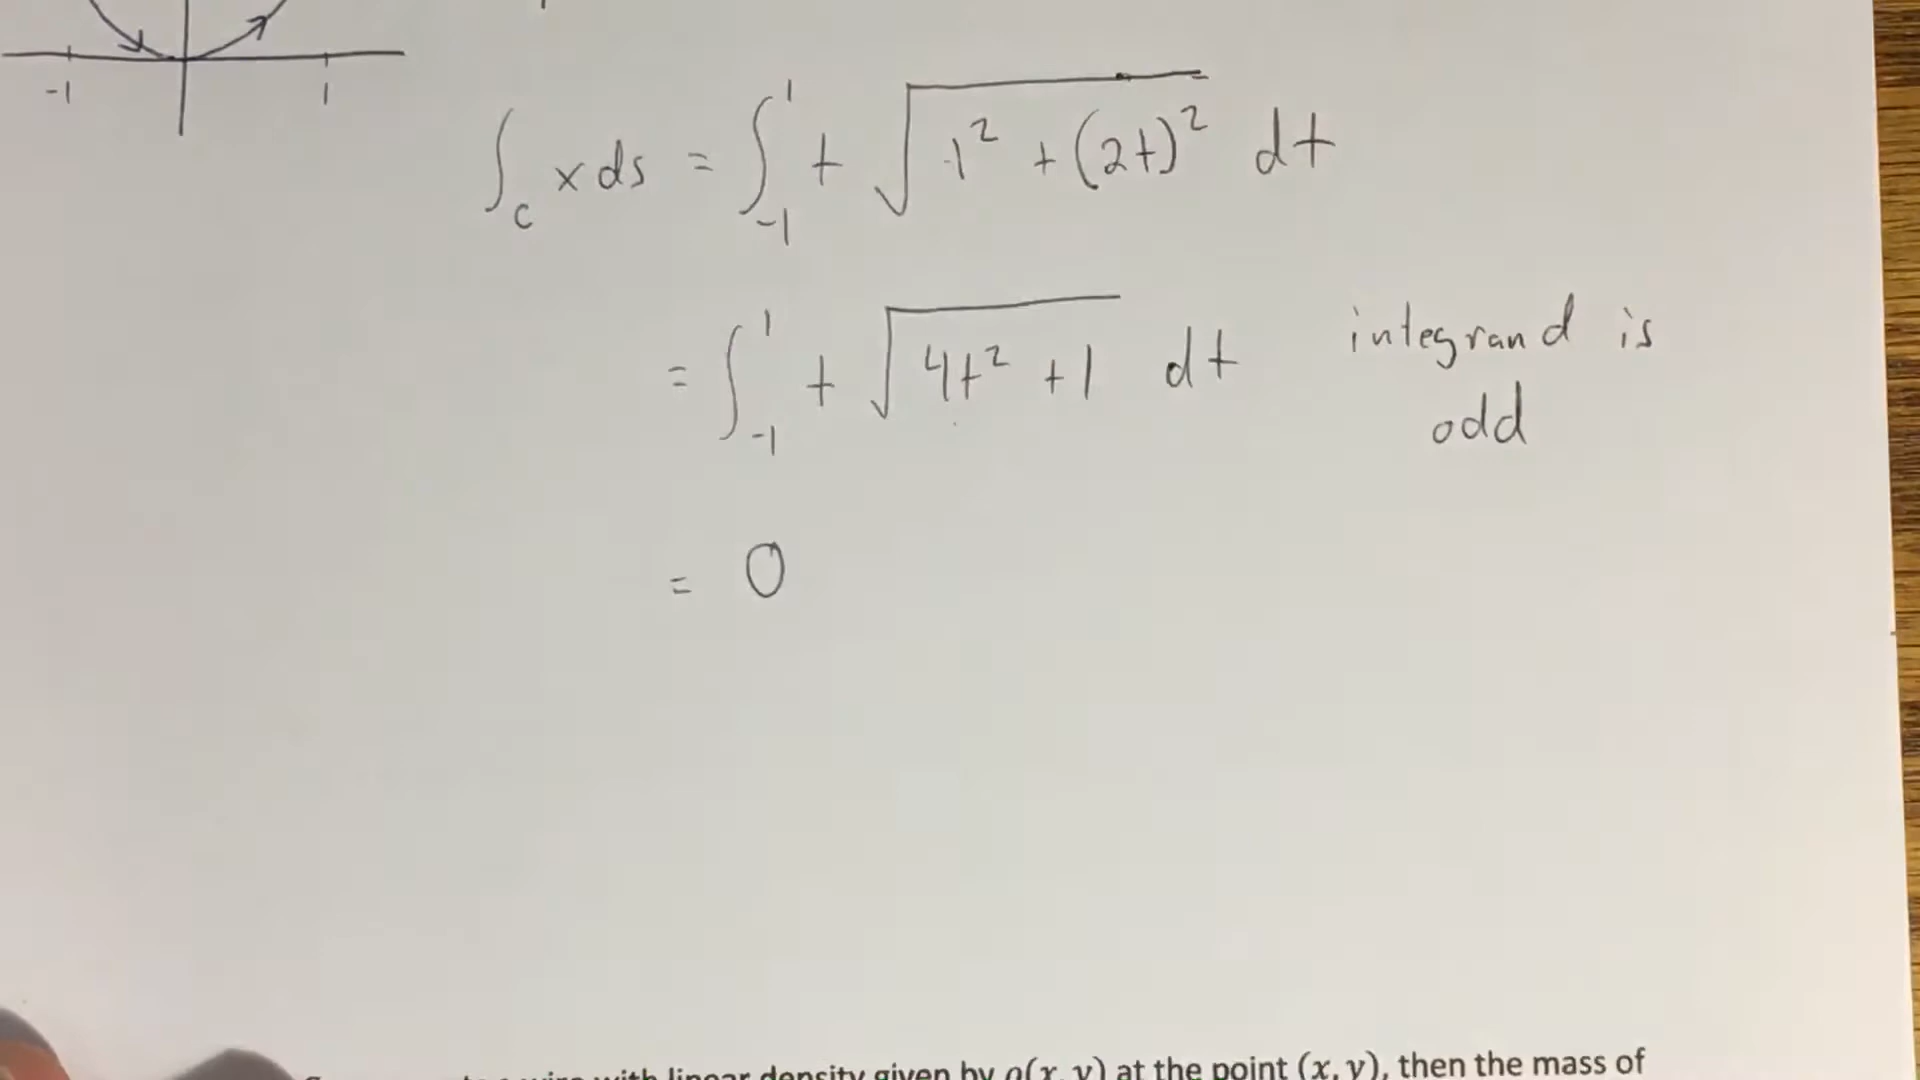 -1 1
∫_C x ds = ∫_{-1}^{1} t √(1² + (2t)²) dt
= ∫_{-1}^{1} t √(4t² + 1) dt integrand is
odd
= 0
with linear density given by ρ(x, y) at the point (x, y), then the mass of